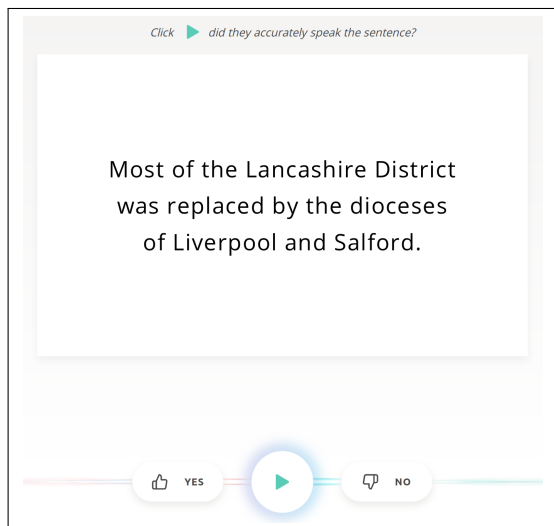 Click did they accurately speak the sentence?
Most of the Lancashire District
was replaced by the dioceses
of Liverpool and Salford.
YES NO